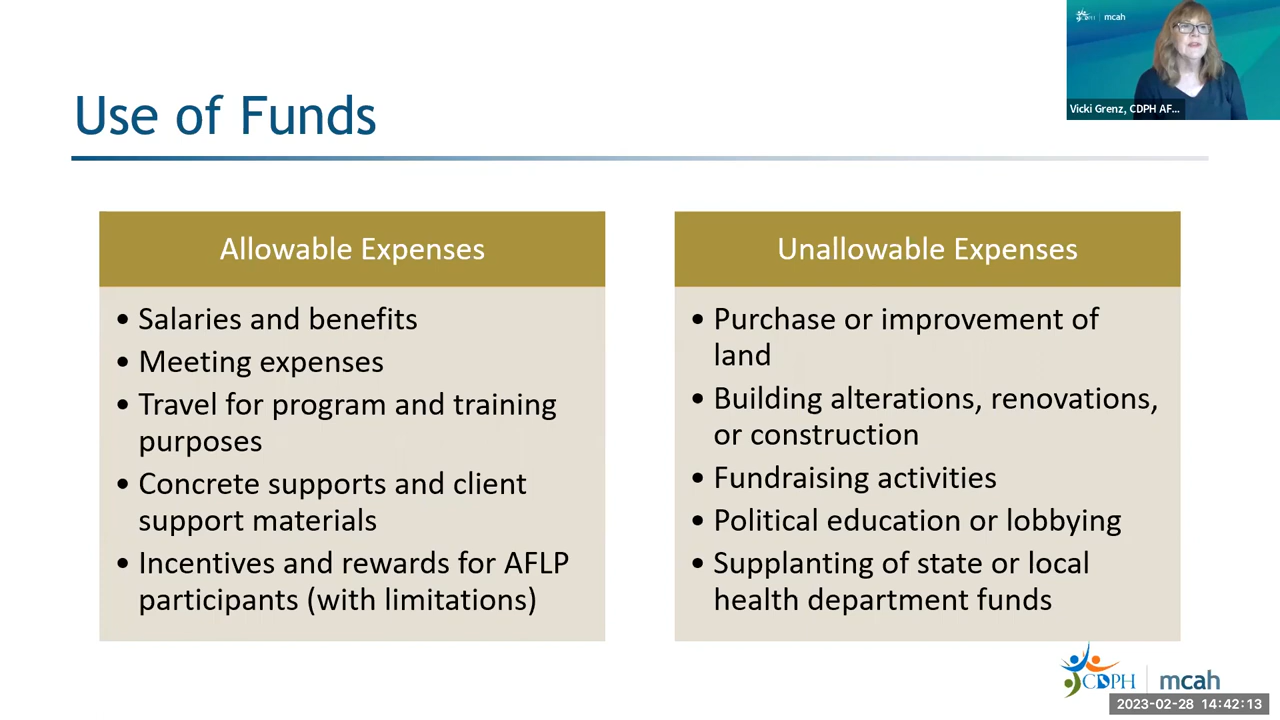 CDPH | mcah
Vicki Grenz, CDPH AF...
Use of Funds
Allowable Expenses
• Salaries and benefits
• Meeting expenses
• Travel for program and training
purposes
• Concrete supports and client
support materials
• Incentives and rewards for AFLP
participants (with limitations)
Unallowable Expenses
• Purchase or improvement of
land
• Building alterations, renovations,
or construction
• Fundraising activities
• Political education or lobbying
• Supplanting of state or local
health department funds
CDPH | mcah
2023-02-28 14:42:13